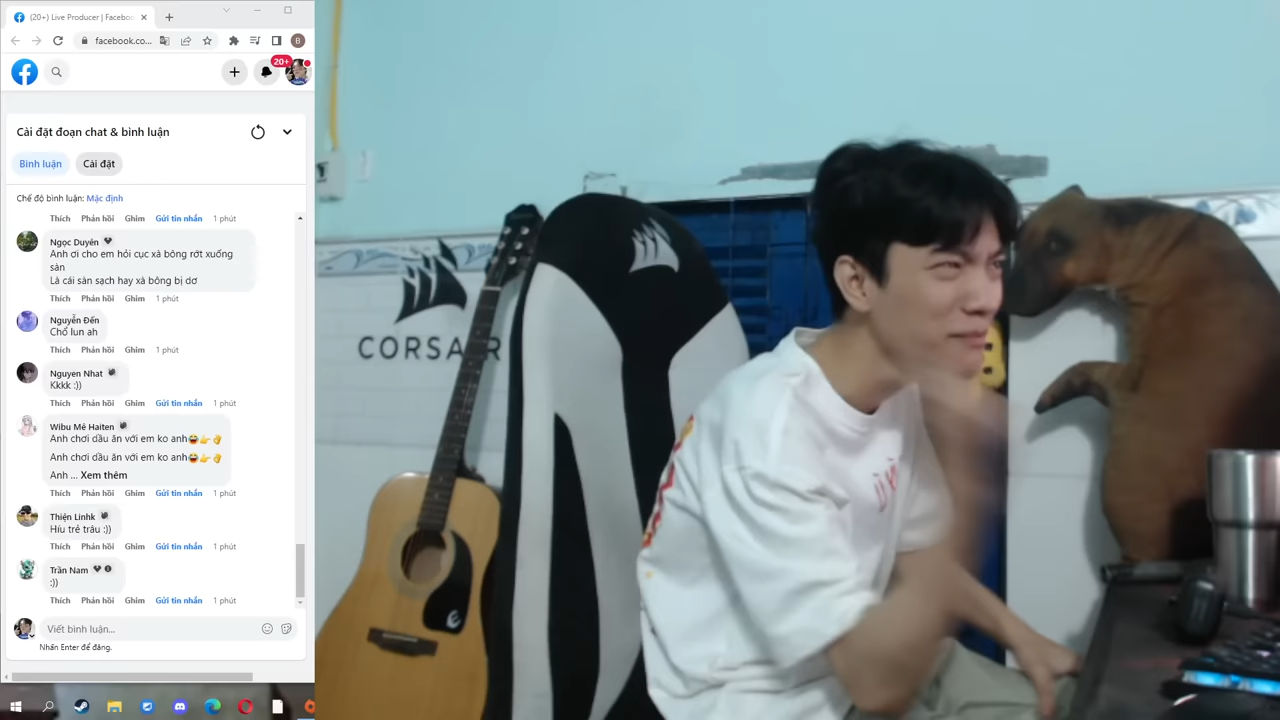 (20+) Live Producer | Facebo
facebook.co...
20+
B
Cài đặt đoạn chat & bình luận
Bình luận
Cài đặt
Chế độ bình luận: Mặc định
Thích Phản hồi Ghim Gửi tin nhắn 1 phút
Ngọc Duyên
Anh ơi cho em hỏi cục xà bông rớt xuống
sàn
Là cái sàn sạch hay xà bông bị dơ
Thích Phản hồi Ghim 1 phút
Nguyễn Đến
Chổ lun ah
Thích Phản hồi Ghim 1 phút
Nguyen Nhat
Kkkk :))
Thích Phản hồi Ghim Gửi tin nhắn 1 phút
Wibu Mê Haiten
Anh chơi dầu ăn với em ko anh😂👉👌
Anh chơi dầu ăn với em ko anh😂👉👌
Anh ... Xem thêm
Thích Phản hồi Ghim Gửi tin nhắn 1 phút
Thiện Linhk
Híu trẻ tráu :))
Thích Phản hồi Ghim Gửi tin nhắn 1 phút
Trần Nam
:))
Thích Phản hồi Ghim Gửi tin nhắn 1 phút
Viết bình luận...
Nhấn Enter để đăng.
CORSAIR